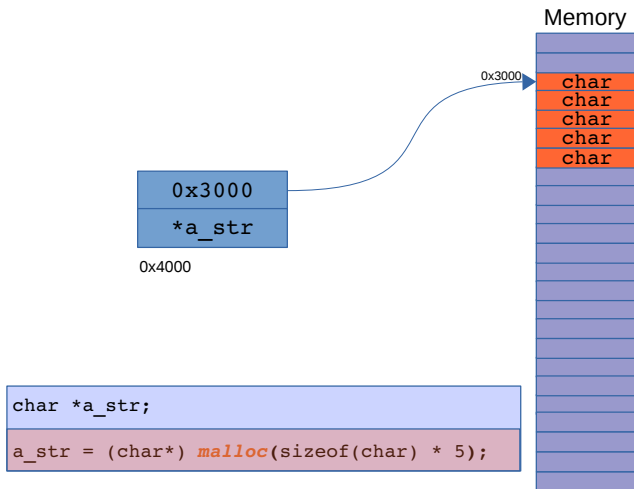 Memory
0x3000
char
char
char
char
char
0x3000
*a_str
0x4000
char *a_str;
a_str = (char*) malloc(sizeof(char) * 5);